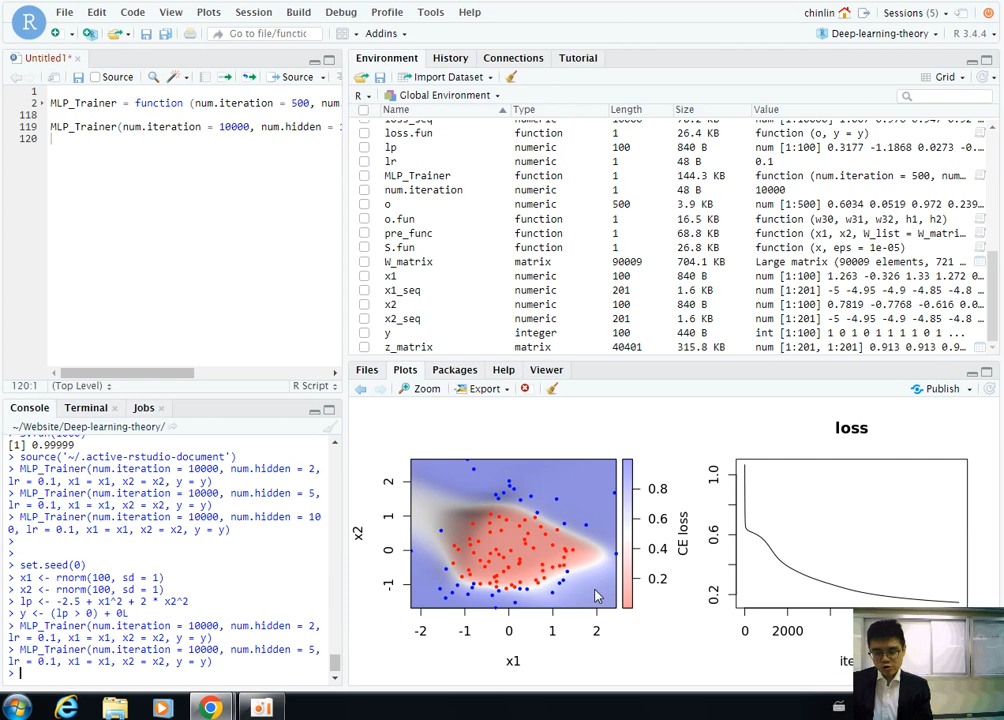 File Edit Code View Plots Session Build Debug Profile Tools Help
chinlin Sessions (5)
Go to file/functic Addins
Deep-learning-theory R 3.4.4
Untitled1*
Source Source
1
2 MLP_Trainer = function (num.iteration = 500, num
118
119 MLP_Trainer(num.iteration = 10000, num.hidden =
120
120:1 (Top Level) R Script
Console Terminal Jobs
~/Website/Deep-learning-theory/
[1] 0.99999
> source('~/.active-rstudio-document')
> MLP_Trainer(num.iteration = 10000, num.hidden = 2,
lr = 0.1, x1 = x1, x2 = x2, y = y)
> MLP_Trainer(num.iteration = 10000, num.hidden = 5,
lr = 0.1, x1 = x1, x2 = x2, y = y)
> MLP_Trainer(num.iteration = 10000, num.hidden = 10
0, lr = 0.1, x1 = x1, x2 = x2, y = y)
>
>
> set.seed(0)
> x1 <- rnorm(100, sd = 1)
> x2 <- rnorm(100, sd = 1)
> lp <- -2.5 + x1^2 + 2 * x2^2
> y <- (lp > 0) + 0L
> MLP_Trainer(num.iteration = 10000, num.hidden = 2,
lr = 0.1, x1 = x1, x2 = x2, y = y)
> MLP_Trainer(num.iteration = 10000, num.hidden = 5,
lr = 0.1, x1 = x1, x2 = x2, y = y)
>
Environment History Connections Tutorial
Import Dataset Grid
R Global Environment
Name Type Length Size Value
loss.fun function 1 26.4 KB function (o, y = y)
lp numeric 100 840 B num [1:100] 0.3177 -1.1868 0.0273 -0...
lr numeric 1 48 B 0.1
MLP_Trainer function 1 144.3 KB function (num.iteration = 500, num…
num.iteration numeric 1 48 B 10000
o numeric 500 3.9 KB num [1:500] 0.6034 0.0519 0.972 0.239…
o.fun function 1 16.5 KB function (w30, w31, w32, h1, h2)
pre_func function 1 68.8 KB function (x1, x2, W_list = W_matri…
S.fun function 1 26.8 KB function (x, eps = 1e-05)
W_matrix matrix 90009 704.1 KB Large matrix (90009 elements, 721 …
x1 numeric 100 840 B num [1:100] 1.263 -0.326 1.33 1.272 0…
x1_seq numeric 201 1.6 KB num [1:201] -5 -4.95 -4.9 -4.85 -4.8 …
x2 numeric 100 840 B num [1:100] 0.7819 -0.7768 -0.616 0.0…
x2_seq numeric 201 1.6 KB num [1:201] -5 -4.95 -4.9 -4.85 -4.8 …
y integer 100 440 B int [1:100] 1 0 1 0 1 1 1 1 0 1 ...
z_matrix matrix 40401 315.8 KB num [1:201, 1:201] 0.913 0.913 0.9…
Files Plots Packages Help Viewer
Zoom Export Publish
loss
2
1
0
-1
x2
-2 -1 0 1 2
x1
0.8
0.6
0.4
0.2
CE loss
1.0
0.6
0.2
0 2000